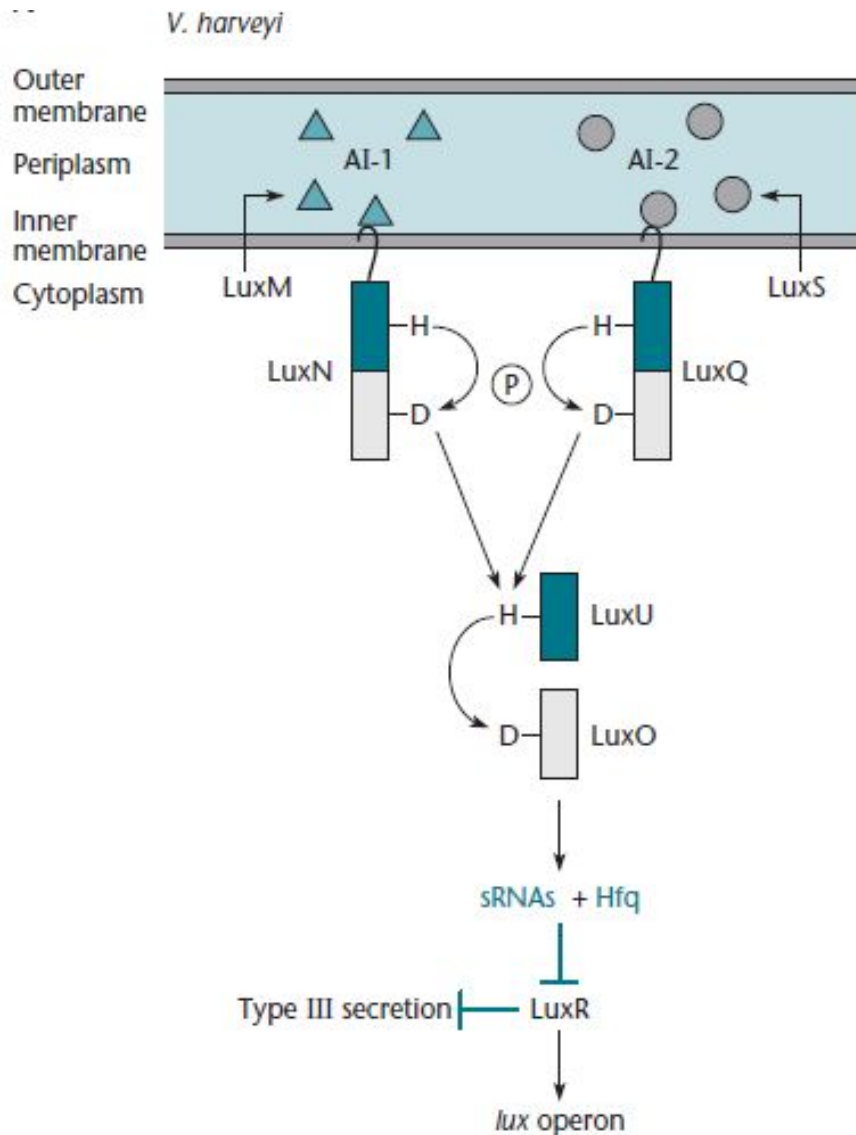 V. harveyi
Outer
membrane
Periplasm
Inner
membrane
Cytoplasm
AI-1
AI-2
LuxM
LuxS
H
H
LuxN
P
LuxQ
D
D
H
LuxU
D
LuxO
sRNAs + Hfq
Type III secretion
LuxR
lux operon